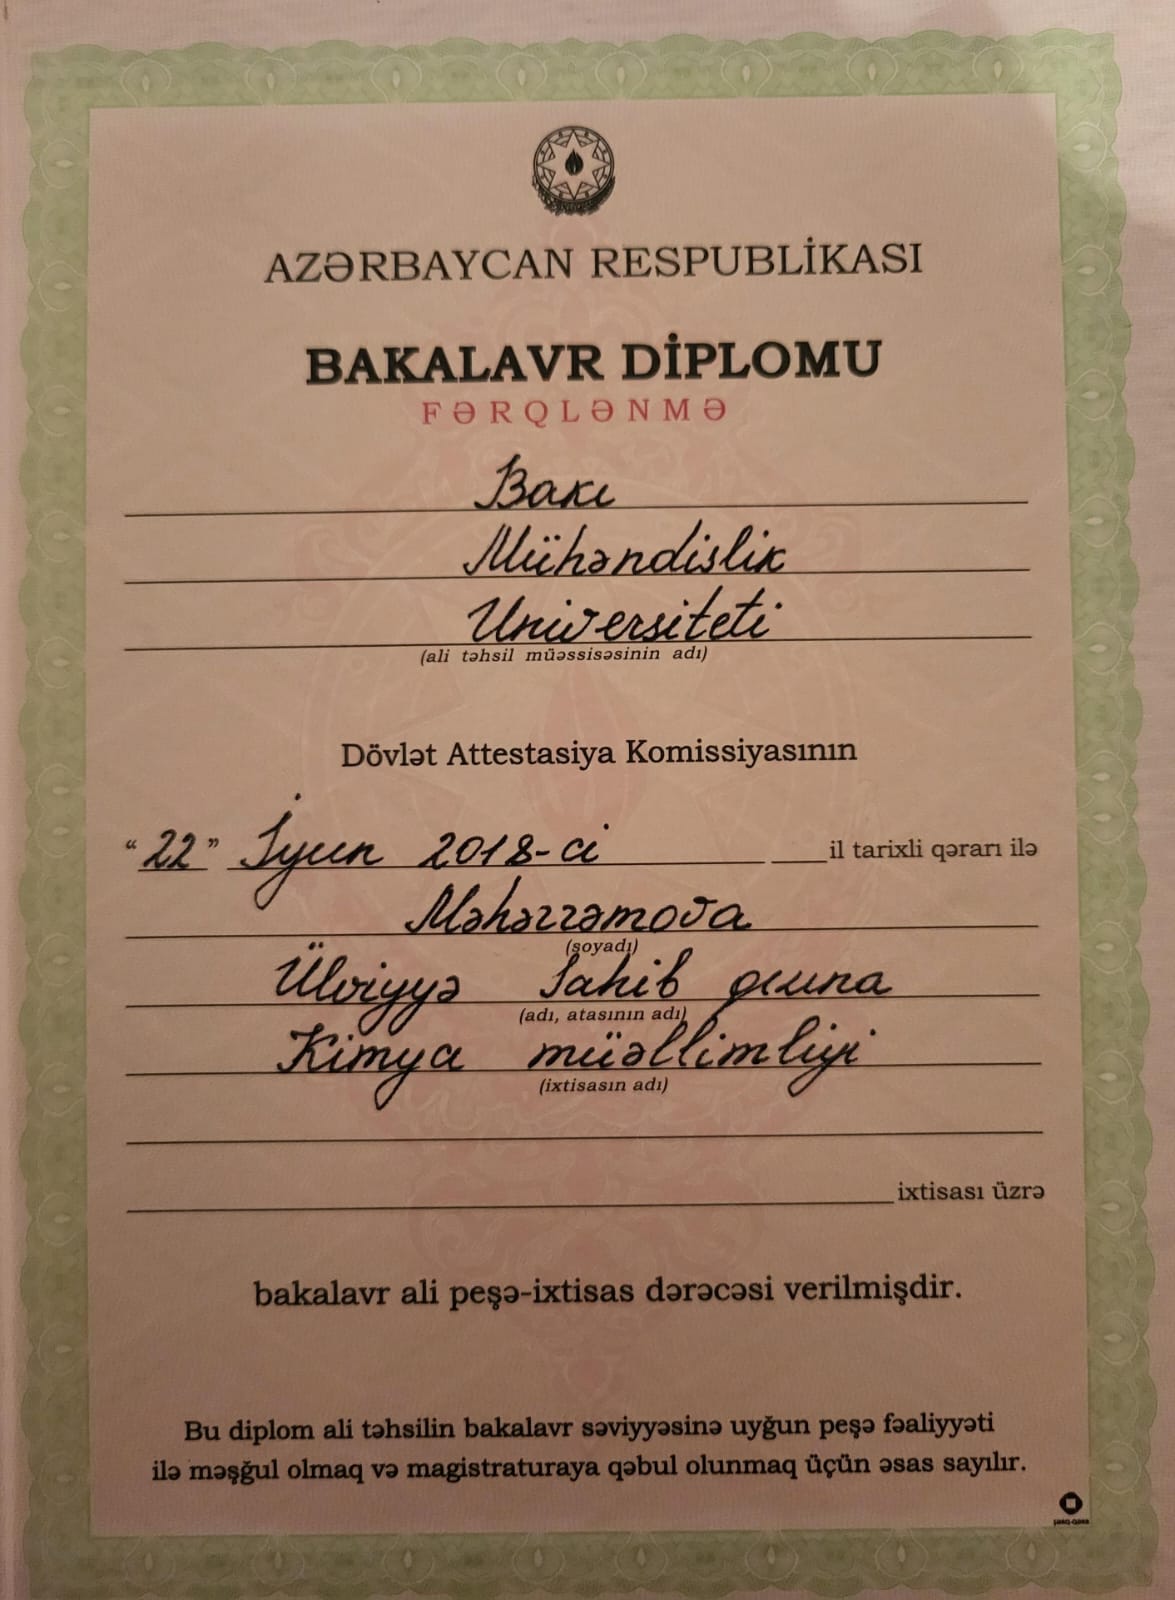 AZƏRBAYCAN RESPUBLİKASI
BAKALAVR DİPLOMU
FƏRQLƏNMƏ
Bakı
Mühəndislik
Universiteti
(ali təhsil müəssisəsinin adı)
Dövlət Attestasiya Komissiyasının
"22" İyun 2018-ci il tarixli qərarı ilə
Məhərrəmova
(soyadı)
Ülviyyə Sahib qızına
(adı, atasının adı)
Kimya müəllimliyi
(ixtisasın adı)
ixtisası üzrə
bakalavr ali peşə-ixtisas dərəcəsi verilmişdir.
Bu diplom ali təhsilin bakalavr səviyyəsinə uyğun peşə fəaliyyəti
ilə məşğul olmaq və magistraturaya qəbul olunmaq üçün əsas sayılır.
ŞƏRQ-QƏRB